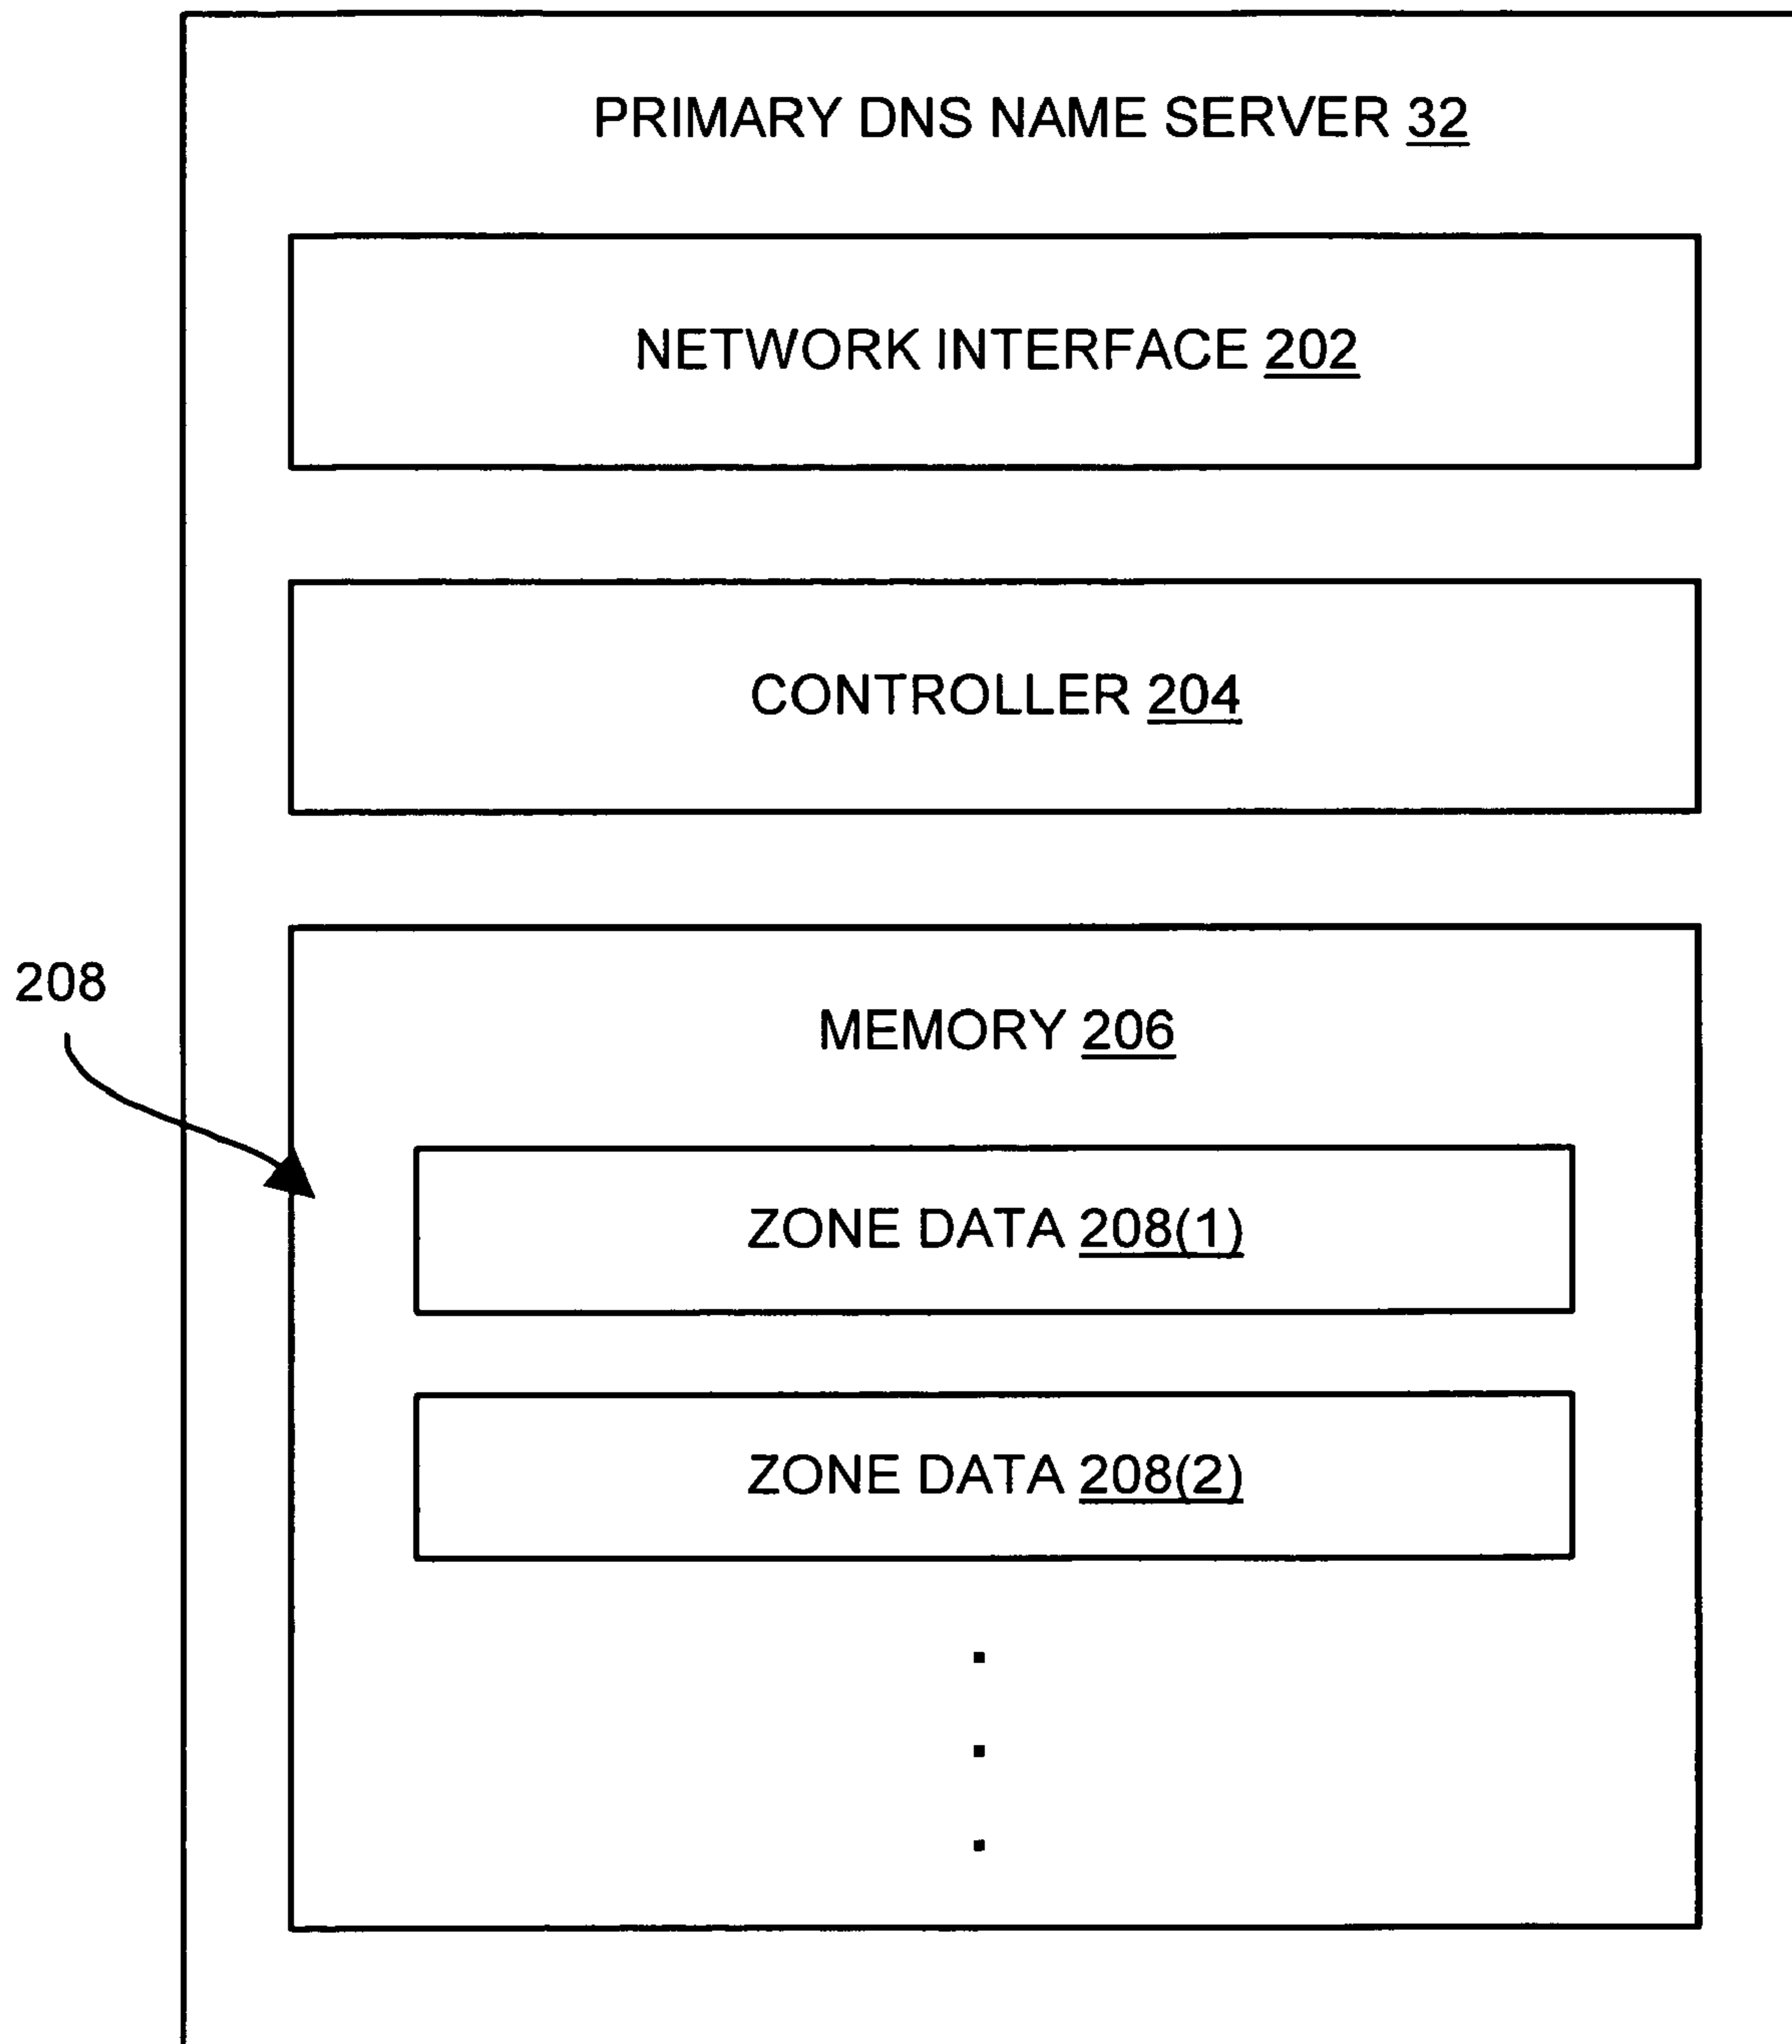 PRIMARY DNS NAME SERVER 32
NETWORK INTERFACE 202
CONTROLLER 204
208
MEMORY 206
ZONE DATA 208(1)
ZONE DATA 208(2)